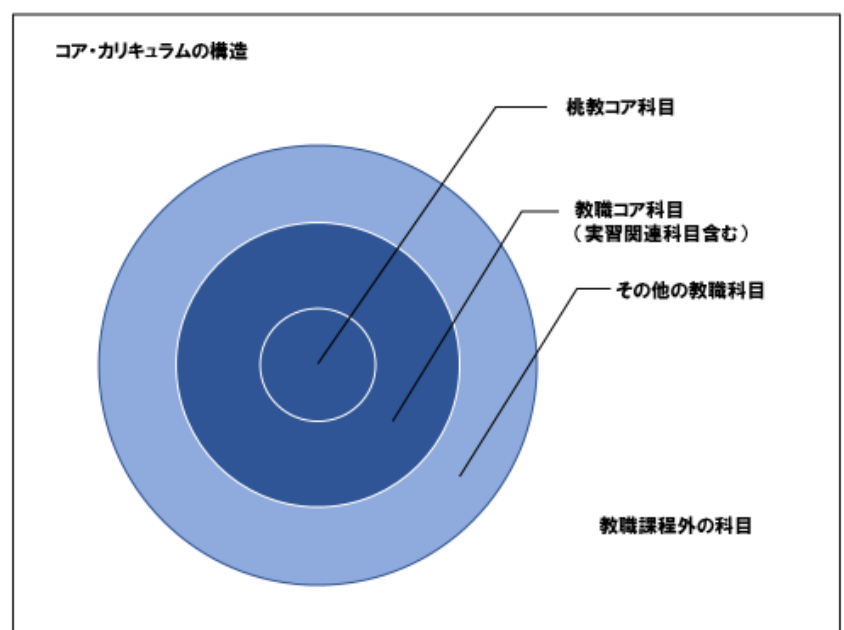 コア・カリキュラムの構造
桃教コア科目
教職コア科目
（実習関連科目含む）
その他の教職科目
教職課程外の科目